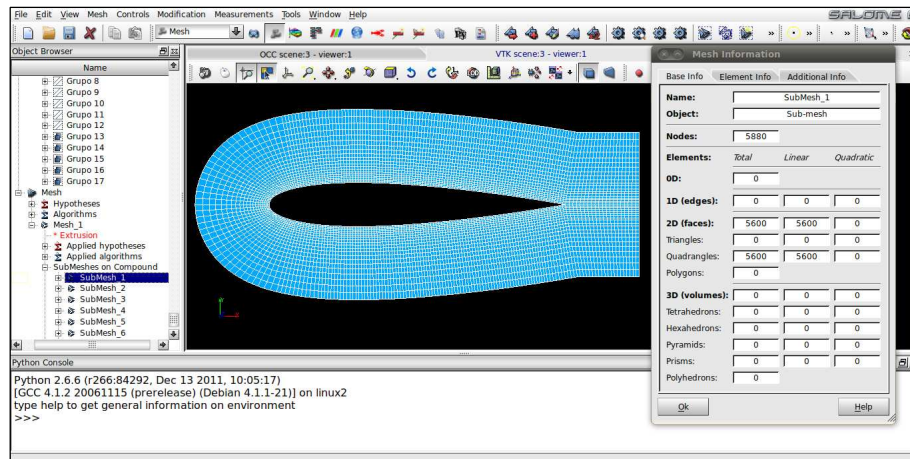 File Edit View Mesh Controls Modification Measurements Tools Window Help
SALOME
Mesh
Object Browser
Name
Grupo 8
Grupo 9
Grupo 10
Grupo 11
Grupo 12
Grupo 13
Grupo 14
Grupo 15
Grupo 16
Grupo 17
Mesh
Hypotheses
Algorithms
Mesh_1
* Extrusion
Applied hypotheses
Applied algorithms
SubMeshes on Compound
SubMesh_1
SubMesh_2
SubMesh_3
SubMesh_4
SubMesh_5
SubMesh_6
OCC scene:3 - viewer:1
VTK scene:3 - viewer:1
Mesh Information
Base Info Element Info Additional Info
Name: SubMesh_1
Object: Sub-mesh
Nodes: 5880
Elements: Total Linear Quadratic
0D: 0
1D (edges): 0 0 0
2D (faces): 5600 5600 0
Triangles: 0 0 0
Quadrangles: 5600 5600 0
Polygons: 0
3D (volumes): 0 0 0
Tetrahedrons: 0 0 0
Hexahedrons: 0 0 0
Pyramids: 0 0 0
Prisms: 0 0 0
Polyhedrons: 0
Ok Help
Python Console
Python 2.6.6 (r266:84292, Dec 13 2011, 10:05:17)
[GCC 4.1.2 20061115 (prerelease) (Debian 4.1.1-21)] on linux2
type help to get general information on environment
>>>